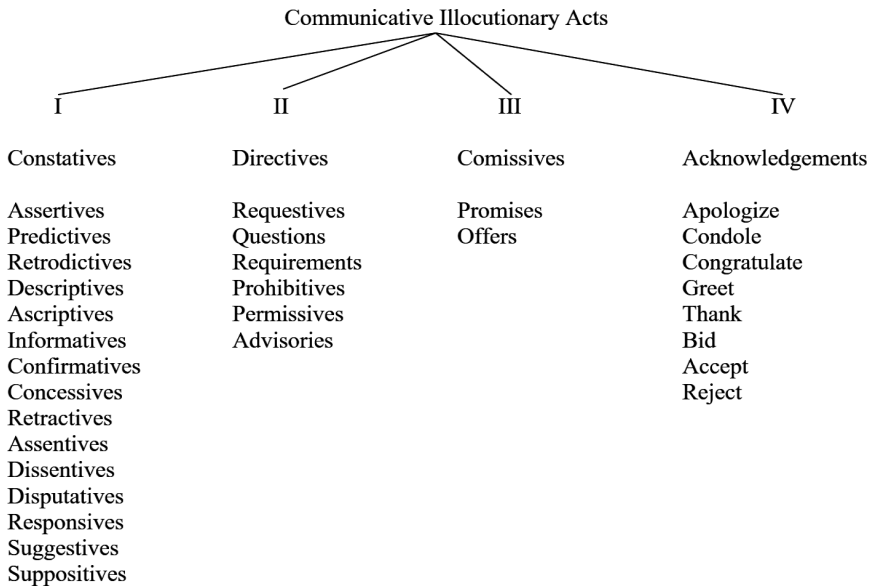 Communicative Illocutionary Acts
I II III IV
Constatives Directives Comissives Acknowledgements
Assertives Requestives Promises Apologize
Predictives Questions Offers Condole
Retrodictives Requirements Congratulate
Descriptives Prohibitives Greet
Ascriptives Permissives Thank
Informatives Advisories Bid
Confirmatives Accept
Concessives Reject
Retractives
Assentives
Dissentives
Disputatives
Responsives
Suggestives
Suppositives